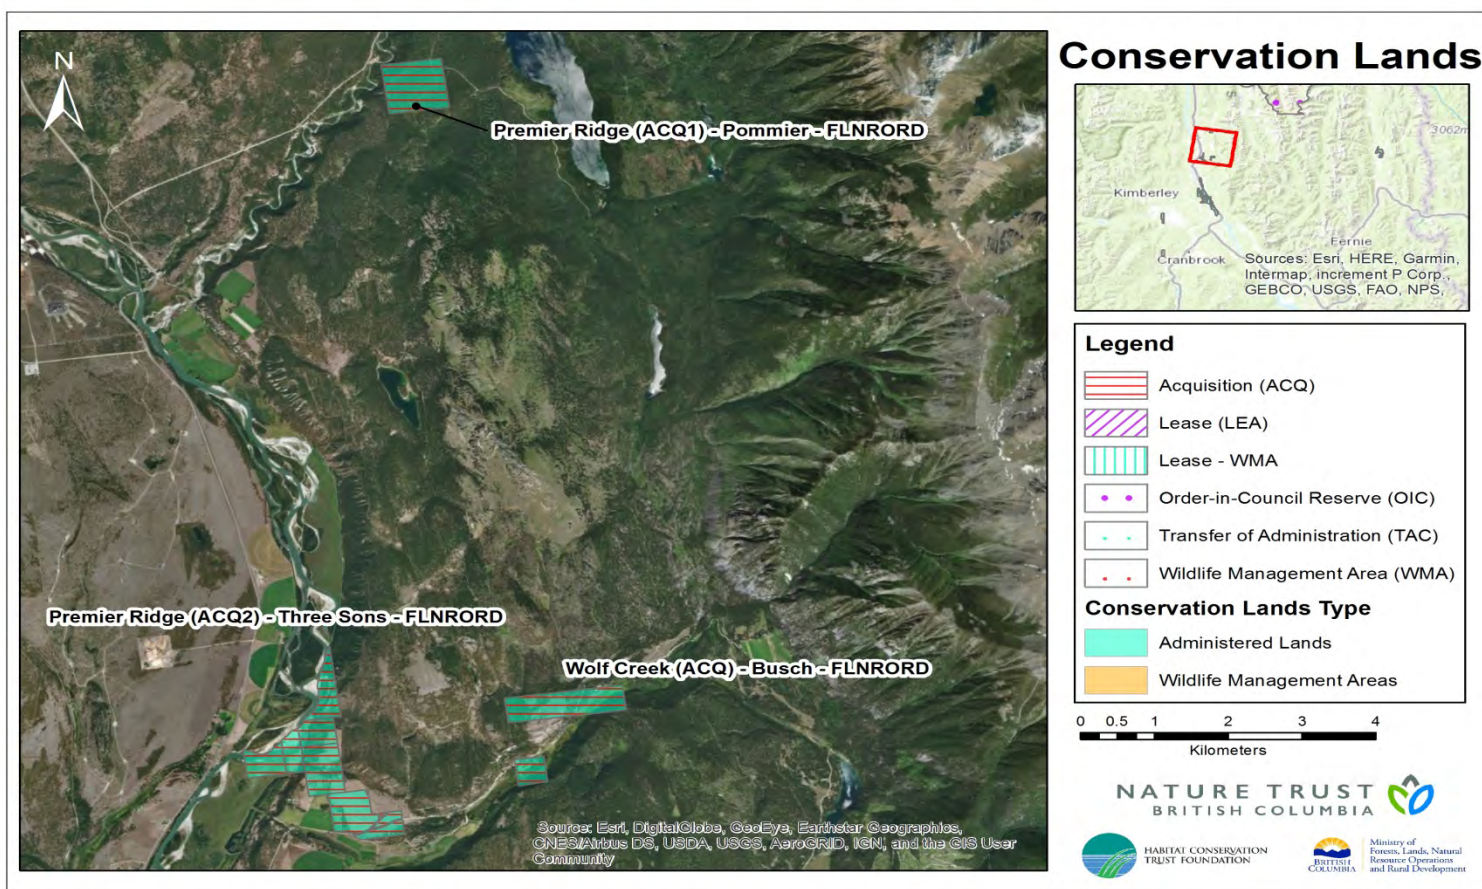 N
Premier Ridge (ACQ1) - Pommier - FLNRORD
Premier Ridge (ACQ2) - Three Sons - FLNRORD
Wolf Creek (ACQ) - Busch - FLNRORD
Source: Esri, DigitalGlobe, GeoEye, Earthstar Geographics,
CNES/Airbus DS, USDA, USGS, AeroGRID, IGN, and the GIS User
Community
Conservation Lands
3062m
Kimberley
Fernie
Cranbrook
Sources: Esri, HERE, Garmin,
Intermap, increment P Corp.,
GEBCO, USGS, FAO, NPS,
Legend
Acquisition (ACQ)
Lease (LEA)
Lease - WMA
Order-in-Council Reserve (OIC)
Transfer of Administration (TAC)
Wildlife Management Area (WMA)
Conservation Lands Type
Administered Lands
Wildlife Management Areas
0 0.5 1 2 3 4
Kilometers
NATURE TRUST
BRITISH COLUMBIA
HABITAT CONSERVATION
TRUST FOUNDATION
BRITISH
COLUMBIA
Ministry of
Forests, Lands, Natural
Resource Operations
and Rural Development